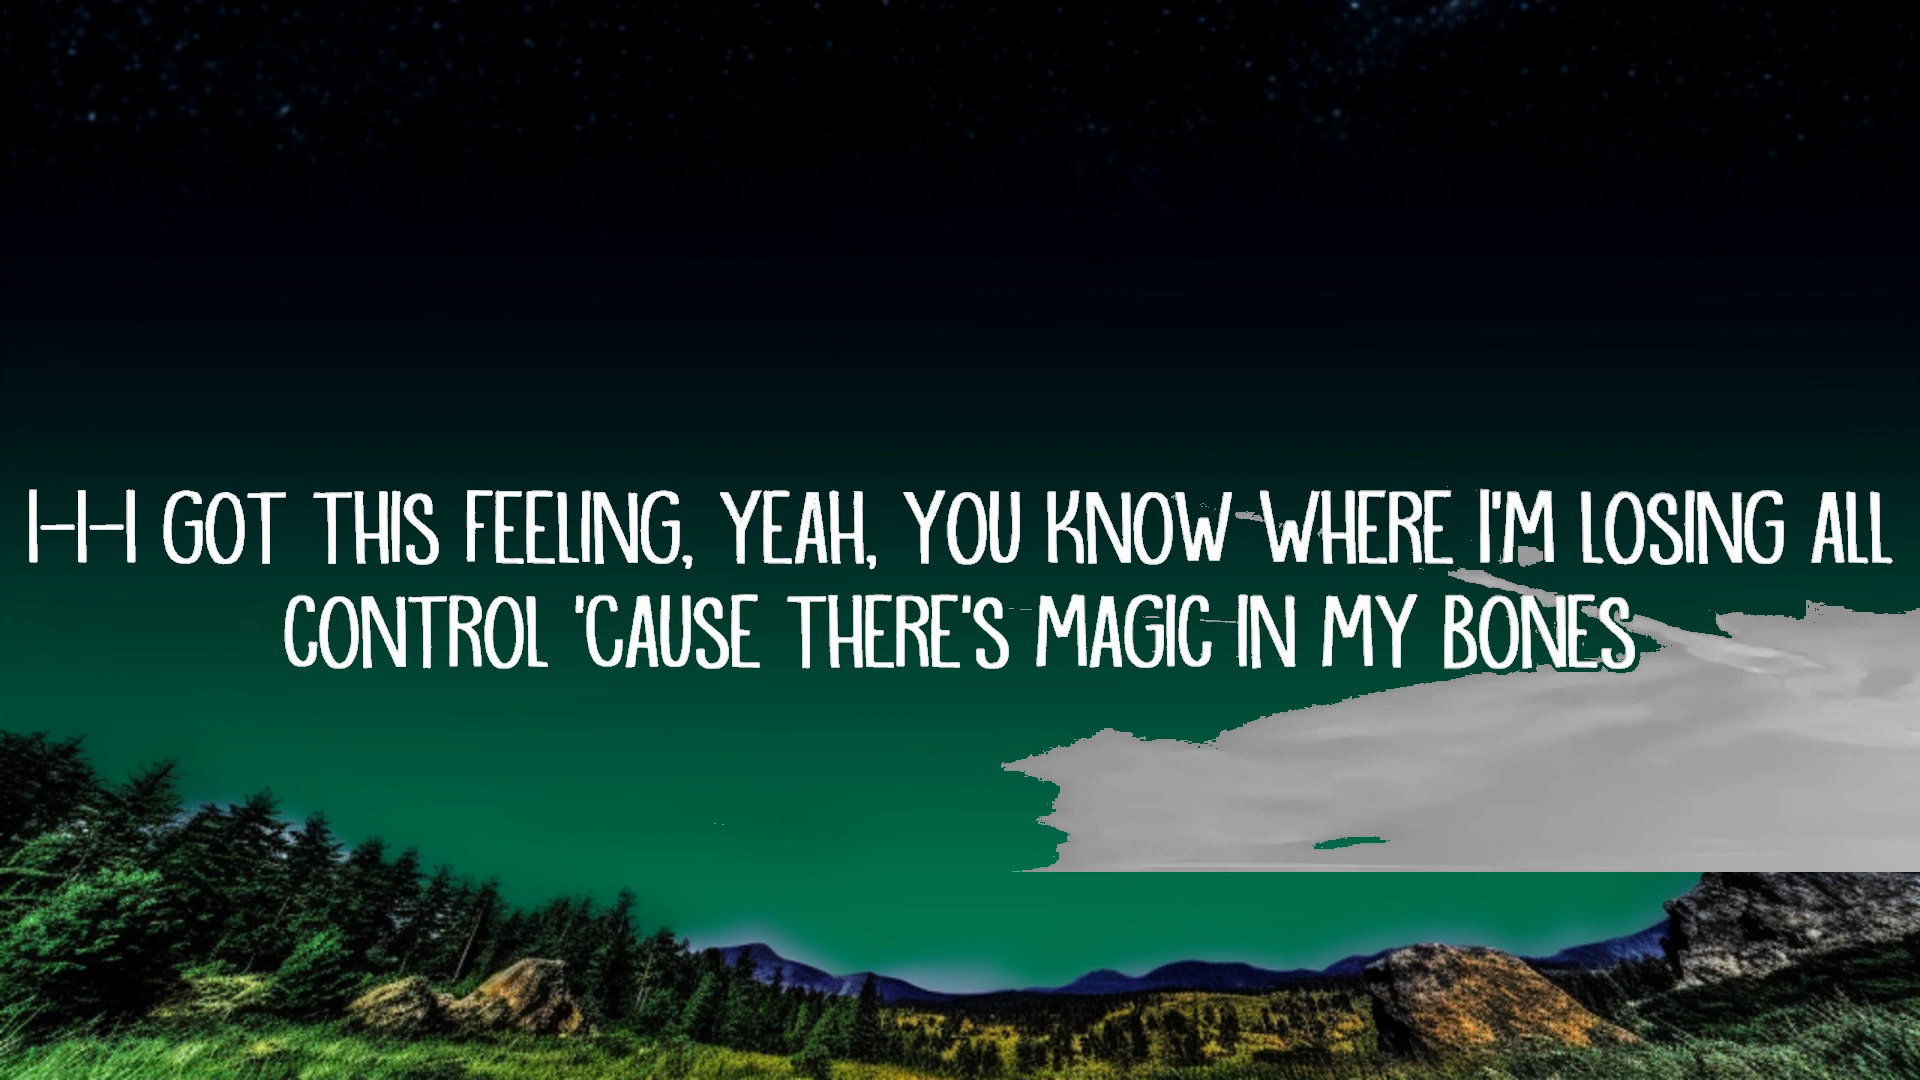 I-I-I GOT THIS FEELING, YEAH, YOU KNOW WHERE I'M LOSING ALL
CONTROL 'CAUSE THERE'S MAGIC IN MY BONES